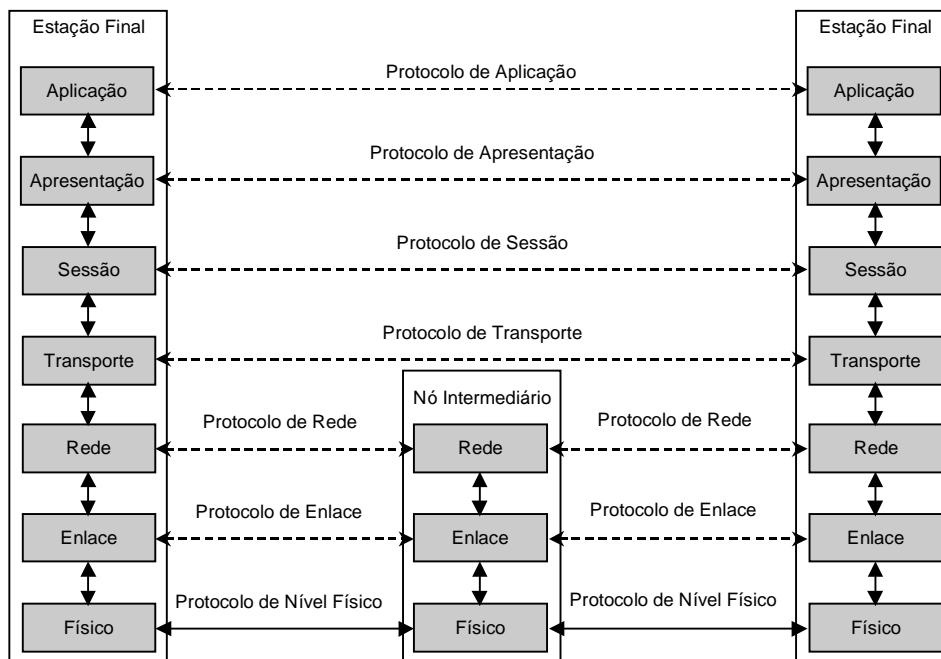 Estação Final
Estação Final
Aplicação
Protocolo de Aplicação
Aplicação
Apresentação
Protocolo de Apresentação
Apresentação
Sessão
Protocolo de Sessão
Sessão
Transporte
Protocolo de Transporte
Transporte
Nó Intermediário
Rede
Protocolo de Rede
Rede
Protocolo de Rede
Rede
Enlace
Protocolo de Enlace
Enlace
Protocolo de Enlace
Enlace
Físico
Protocolo de Nível Físico
Físico
Protocolo de Nível Físico
Físico